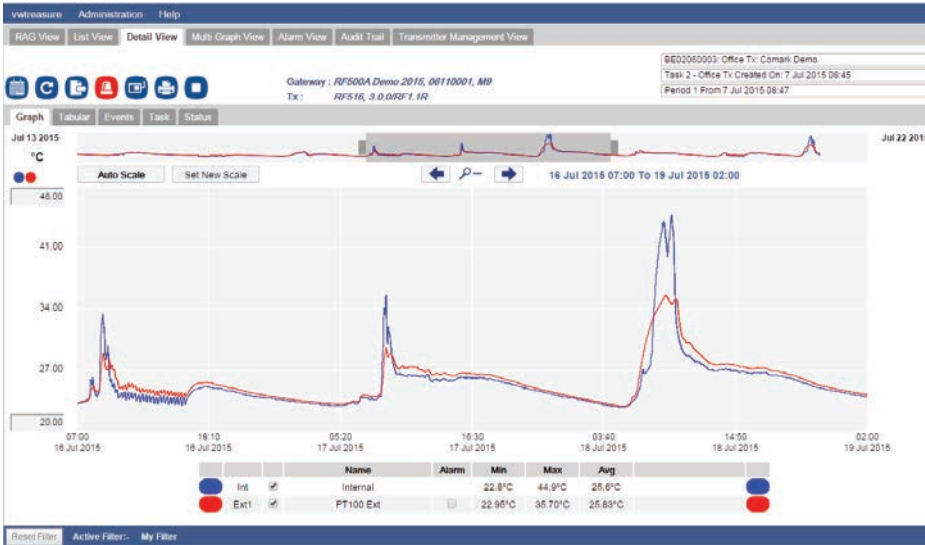 vwtreasure Administration Help
RAG View List View Detail View Multi Graph View Alarm View Audit Trail Transmitter Management View
BE02060003: Office Tx: Comark Demo
Task 2 - Office Tx Created On: 7 Jul 2015 08:45
Period 1 From 7 Jul 2015 08:47
Gateway : RF500A Demo 2015, 06110001, M9
Tx : RF516, 3.0.0/RF1.1R
Graph Tabular Events Task Status
Jul 13 2015
Jul 22 2015
°C
Auto Scale Set New Scale 16 Jul 2015 07:00 To 19 Jul 2015 02:00
48.00
41.00
34.00
27.00
20.00
07:00 18:10 05:20 16:30 03:40 14:50 02:00
16 Jul 2015 16 Jul 2015 17 Jul 2015 17 Jul 2015 18 Jul 2015 18 Jul 2015 19 Jul 2015
Name Alarm Min Max Avg
Int Internal 22.8°C 44.9°C 25.6°C
Ext1 PT100 Ext 22.95°C 35.70°C 25.83°C
Reset Filter Active Filter:- My Filter